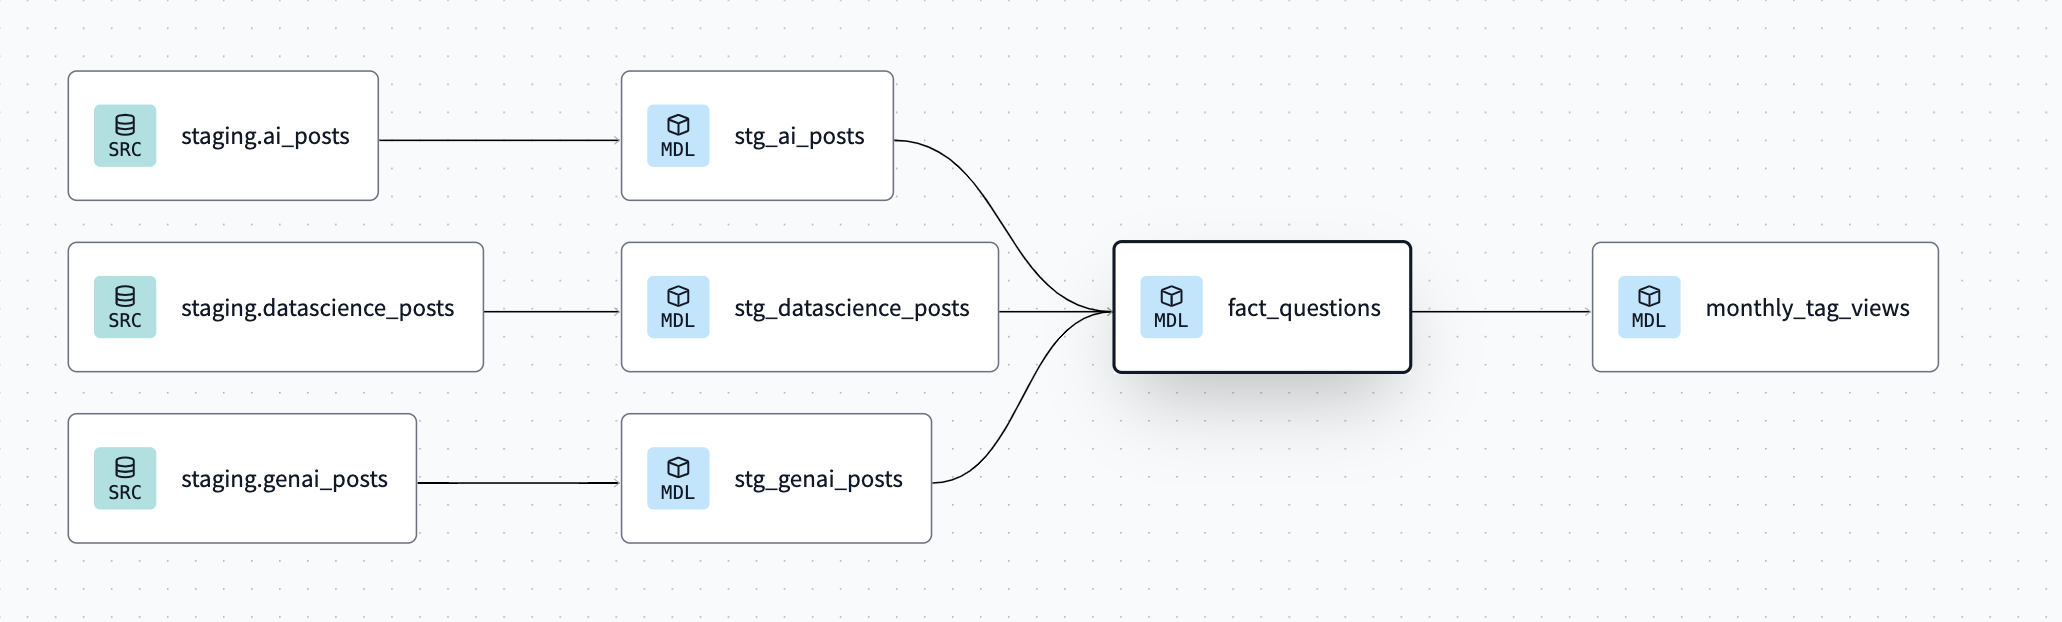 SRC
staging.ai_posts
MDL
stg_ai_posts
SRC
staging.datascience_posts
MDL
stg_datascience_posts
MDL
fact_questions
MDL
monthly_tag_views
SRC
staging.genai_posts
MDL
stg_genai_posts